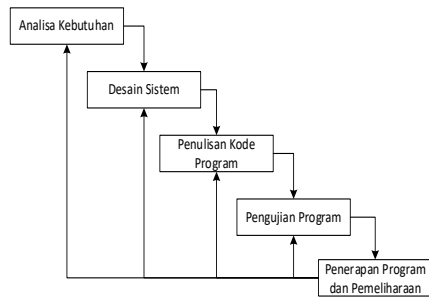 Analisa Kebutuhan
Desain Sistem
Penulisan Kode
Program
Pengujian Program
Penerapan Program
dan Pemeliharaan